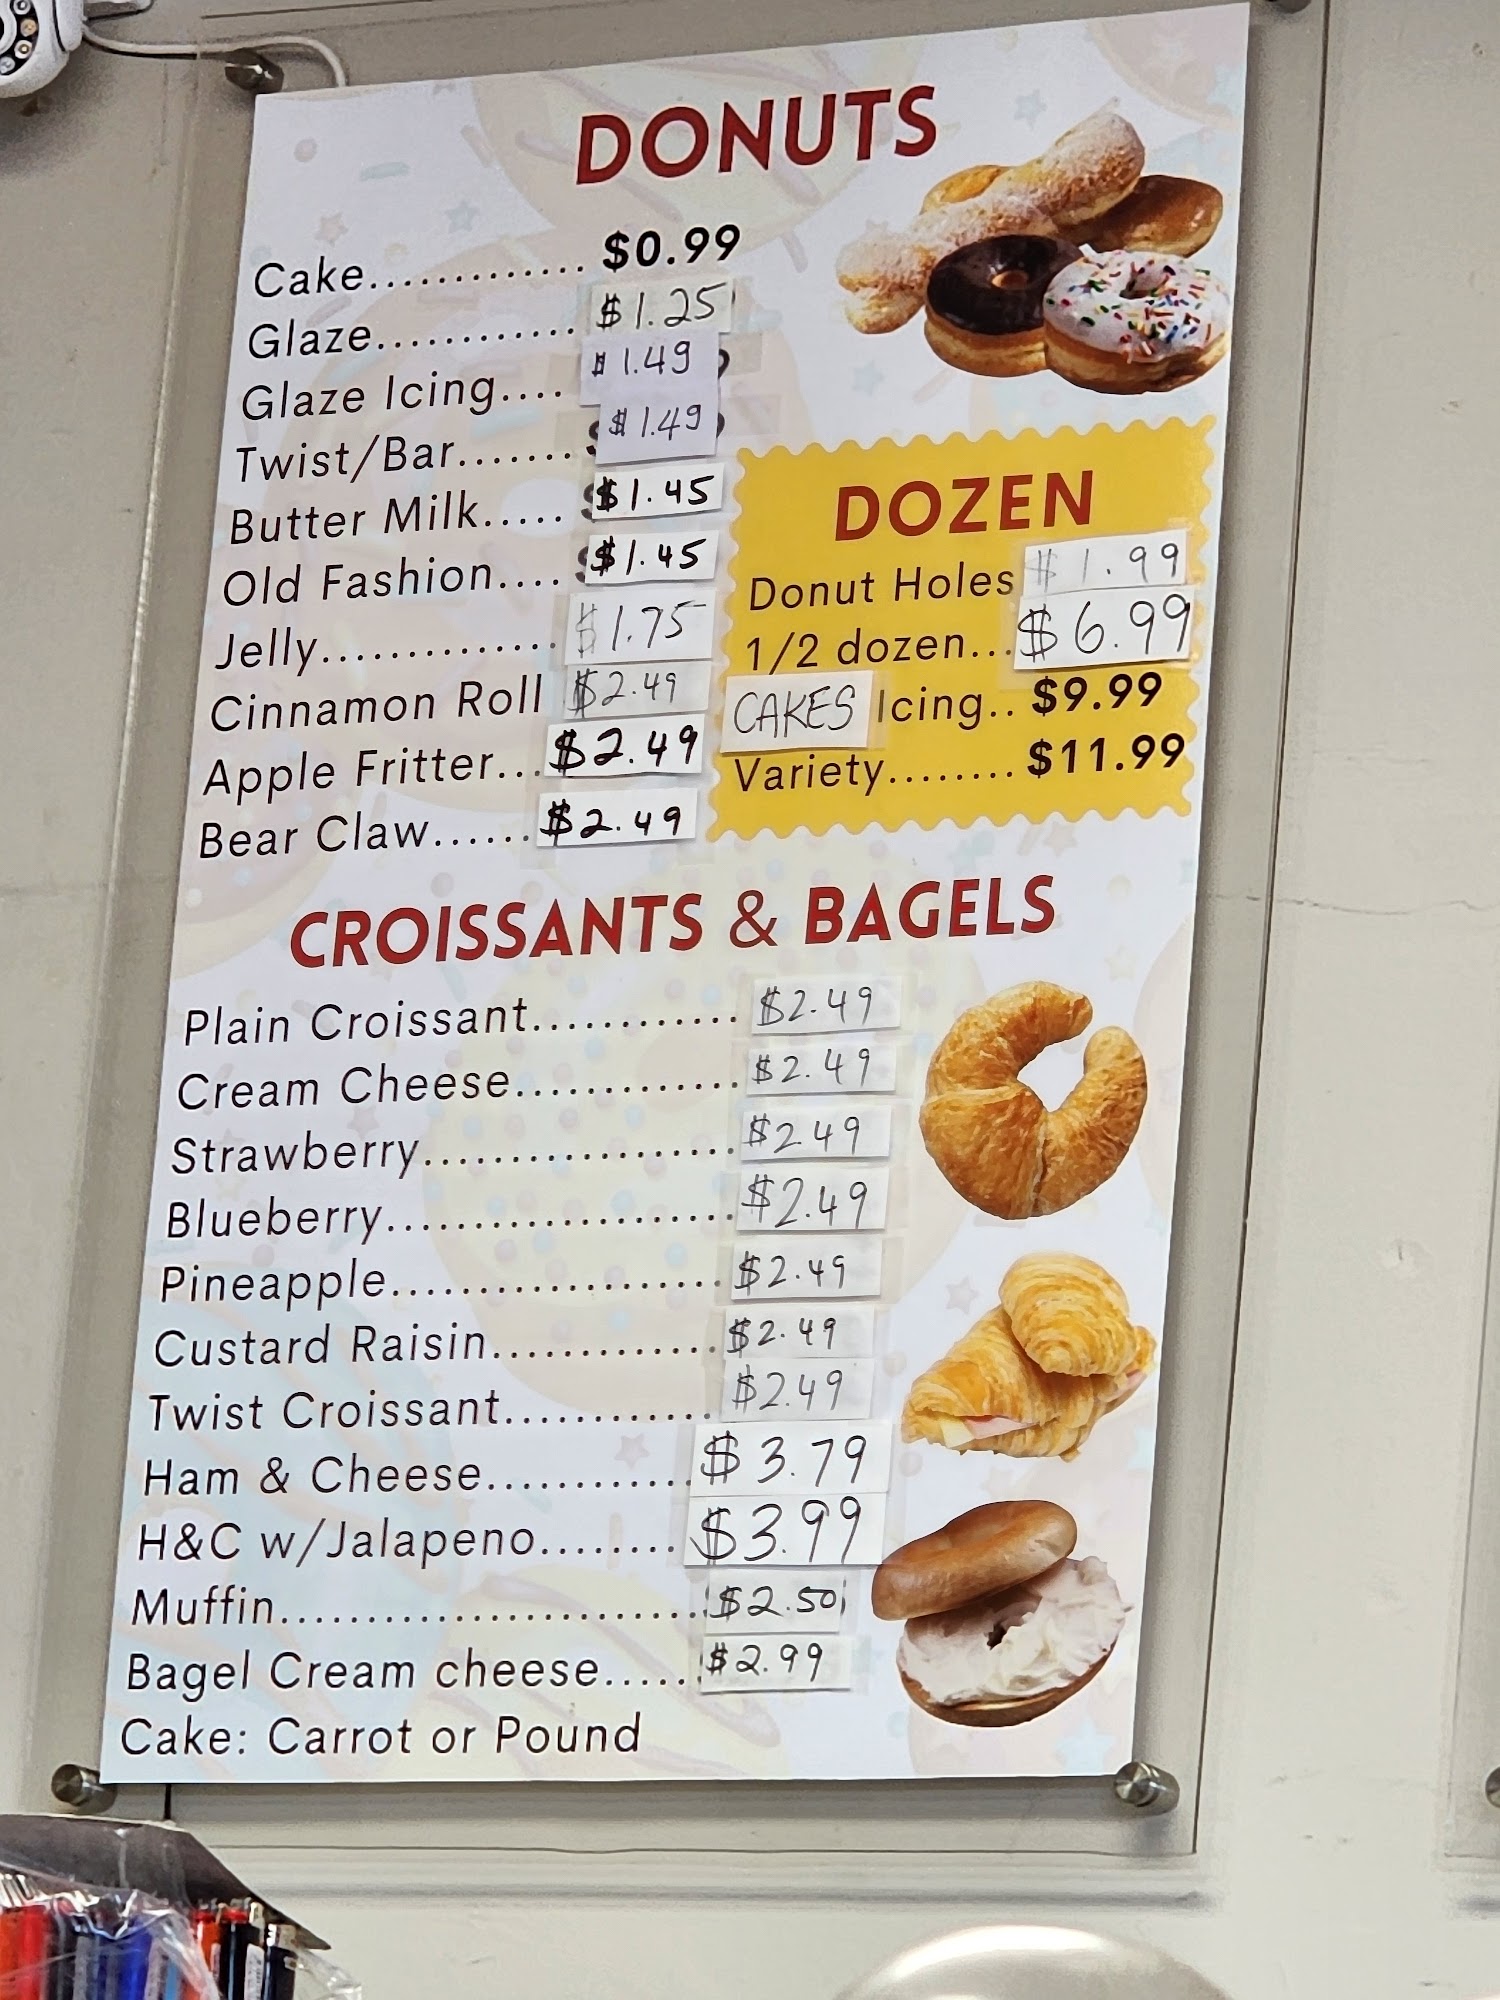 DONUTS
Cake............. $0.99
Glaze............ $1.25
Glaze Icing.... $1.49
Twist/Bar....... $1.49
Butter Milk..... $1.45
Old Fashion.... $1.45
Jelly.............. $1.75
Cinnamon Roll $2.49
Apple Fritter... $2.49
Bear Claw...... $2.49
DOZEN
Donut Holes $1.99
1/2 dozen... $6.99
CAKES Icing.. $9.99
Variety........ $11.99
CROISSANTS & BAGELS
Plain Croissant............ $2.49
Cream Cheese............. $2.49
Strawberry.................. $2.49
Blueberry.................... $2.49
Pineapple................... $2.49
Custard Raisin............. $2.49
Twist Croissant............ $2.49
Ham & Cheese............ $3.79
H&C w/Jalapeno........ $3.99
Muffin........................ $2.50
Bagel Cream cheese..... $2.99
Cake: Carrot or Pound